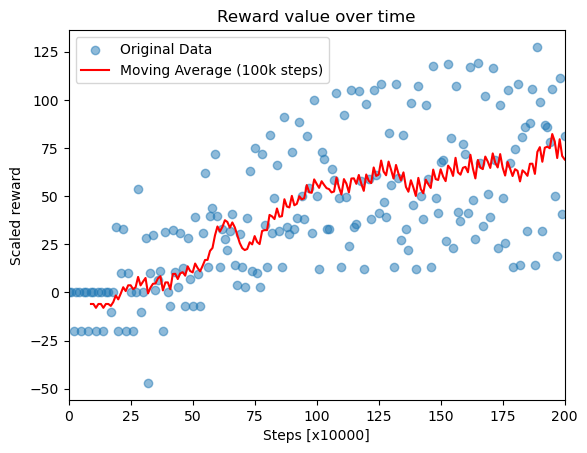 Reward value over time
Original Data
Moving Average (100k steps)
Scaled reward
125
100
75
50
25
0
−25
−50
0 25 50 75 100 125 150 175 200
Steps [x10000]